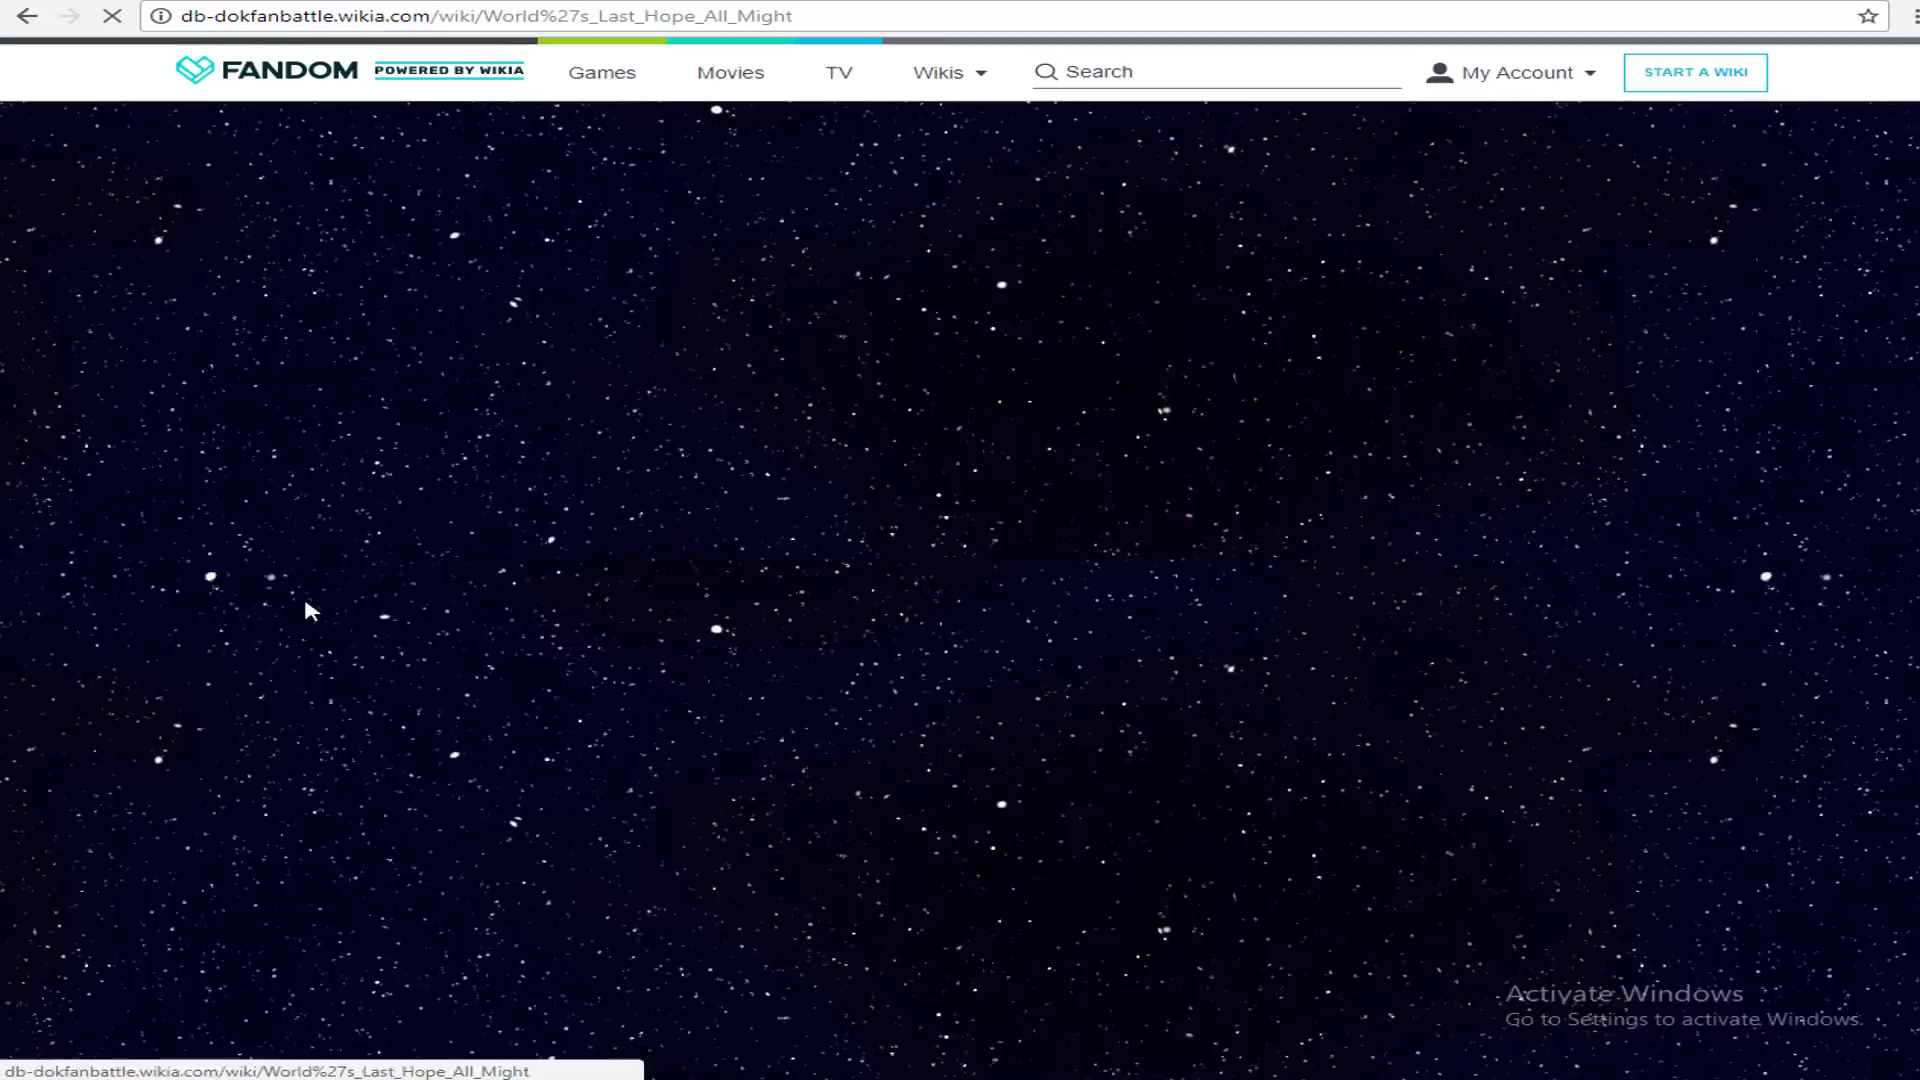 db-dokfanbattle.wikia.com/wiki/World%27s_Last_Hope_All_Might
FANDOM POWERED BY WIKIA Games Movies TV Wikis Search My Account START A WIKI
Activate Windows
Go to Settings to activate Windows.
db-dokfanbattle.wikia.com/wiki/World%27s_Last_Hope_All_Might